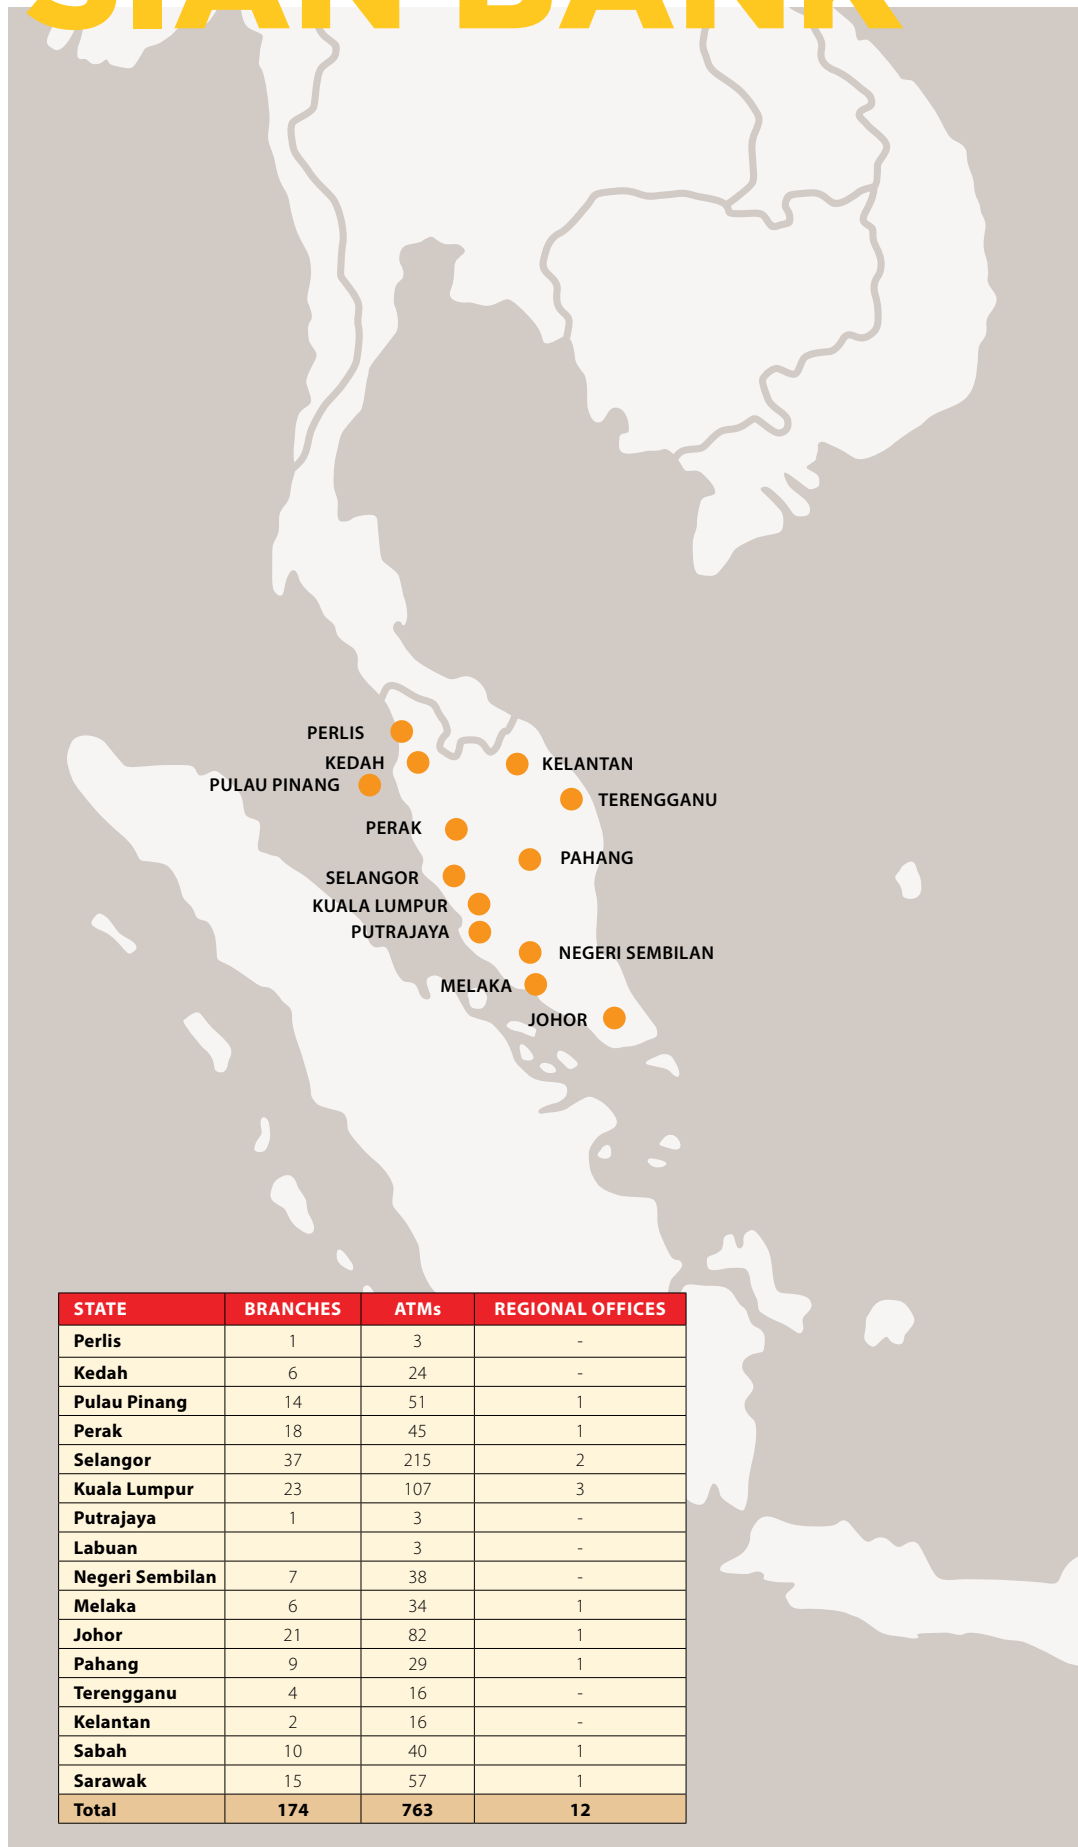 SIAN BANK
PERLIS
KEDAH
KELANTAN
PULAU PINANG
TERENGGANU
PERAK
PAHANG
SELANGOR
KUALA LUMPUR
PUTRAJAYA
NEGERI SEMBILAN
MELAKA
JOHOR
STATE BRANCHES ATMs REGIONAL OFFICES
Perlis 1 3 -
Kedah 6 24 -
Pulau Pinang 14 51 1
Perak 18 45 1
Selangor 37 215 2
Kuala Lumpur 23 107 3
Putrajaya 1 3 -
Labuan 3 -
Negeri Sembilan 7 38 -
Melaka 6 34 1
Johor 21 82 1
Pahang 9 29 1
Terengganu 4 16 -
Kelantan 2 16 -
Sabah 10 40 1
Sarawak 15 57 1
Total 174 763 12